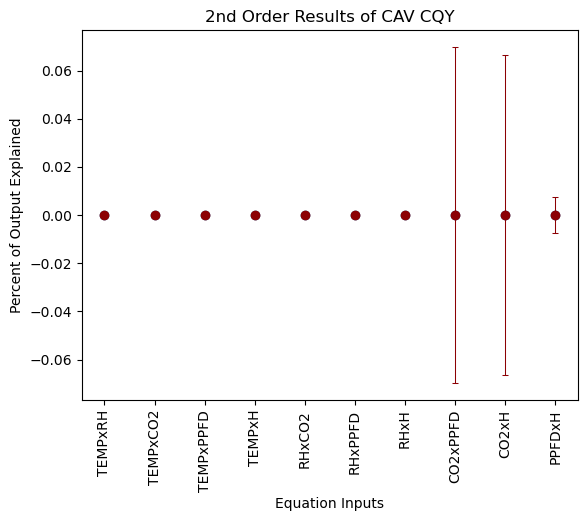 2nd Order Results of CAV CQY
Percent of Output Explained
0.06
0.04
0.02
0.00
−0.02
−0.04
−0.06
TEMPxRH
TEMPxCO2
TEMPxPPFD
TEMPxH
RHxCO2
RHxPPFD
RHxH
CO2xPPFD
CO2xH
PPFDxH
Equation Inputs